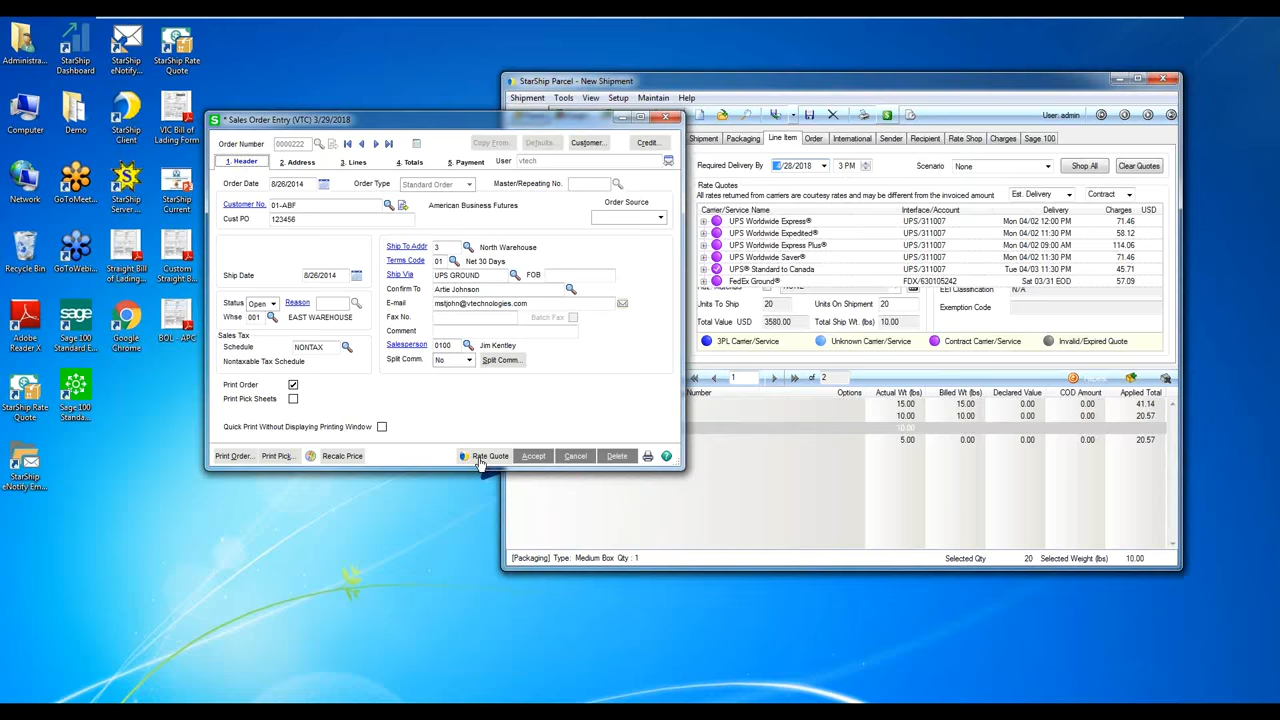 Administra...
StarShip Dashboard
StarShip eNotify...
StarShip Rate Quote
Computer
Demo
StarShip Client
VIC Bill of Lading Form
Network
GoToMeet...
StarShip Server...
StarShip Current.
Recycle Bin
GoToWebi...
Straight Bill of Lading...
Custom Straight B...
Adobe Reader X
Sage 100 Standard E...
Google Chrome
BOL - APC
StarShip Rate Quote
Sage 100 Standa...
StarShip eNotify Em...
* Sales Order Entry (VTC) 3/29/2018
Order Number 0000222 Copy From... Defaults... Customer... Credit...
1. Header 2. Address 3. Lines 4. Totals 5. Payment User vtech
Order Date 8/26/2014 Order Type Standard Order Master/Repeating No.
Customer No. 01-ABF American Business Futures Order Source
Cust PO 123456
Ship To Addr 3 North Warehouse
Terms Code 01 Net 30 Days
Ship Date 8/26/2014 Ship Via UPS GROUND FOB
Confirm To Artie Johnson
Status Open Reason E-mail mstjohn@vtechnologies.com
Whse 001 EAST WAREHOUSE Fax No. Batch Fax
Sales Tax Comment
Schedule NONTAX Salesperson 0100 Jim Kentley
Nontaxable Tax Schedule Split Comm. No Split Comm...
Print Order
Print Pick Sheets
Quick Print Without Displaying Printing Window
Print Order... Print Pick... Recalc Price Rate Quote Accept Cancel Delete
StarShip Parcel - New Shipment
Shipment Tools View Setup Maintain Help
User: admin
Shipment Packaging Line Item Order International Sender Recipient Rate Shop Charges Sage 100
Required Delivery By 4/28/2018 3 PM Scenario None Shop All Clear Quotes
Rate Quotes
All rates returned from carriers are courtesy rates and may be different from the invoiced amount Est. Delivery Contract
Carrier/Service Name Interface/Account Delivery Charges USD
UPS Worldwide Express® UPS/311007 Mon 04/02 12:00 PM 71.46
UPS Worldwide Expedited® UPS/311007 Mon 04/02 11:30 PM 58.12
UPS Worldwide Express Plus® UPS/311007 Mon 04/02 09:00 AM 114.06
UPS Worldwide Saver® UPS/311007 Mon 04/02 11:30 PM 71.46
UPS® Standard to Canada UPS/311007 Tue 04/03 11:30 PM 45.71
FedEx Ground® FDX/630105242 Sat 03/31 EOD 57.09
N/A
Units To Ship 20 Units On Shipment 20 Exemption Code
Total Value USD 3580.00 Total Ship Wt. (lbs) 10.00
3PL Carrier/Service Unknown Carrier/Service Contract Carrier/Service Invalid/Expired Quote
1 of 2
Number Options Actual Wt (lbs) Billed Wt (lbs) Declared Value COD Amount Applied Total
15.00 15.00 0.00 0.00 41.14
10.00 10.00 0.00 0.00 20.57
10.00
5.00 0.00 0.00 20.57
[Packaging] Type: Medium Box Qty : 1 Selected Qty 20 Selected Weight (lbs) 10.00